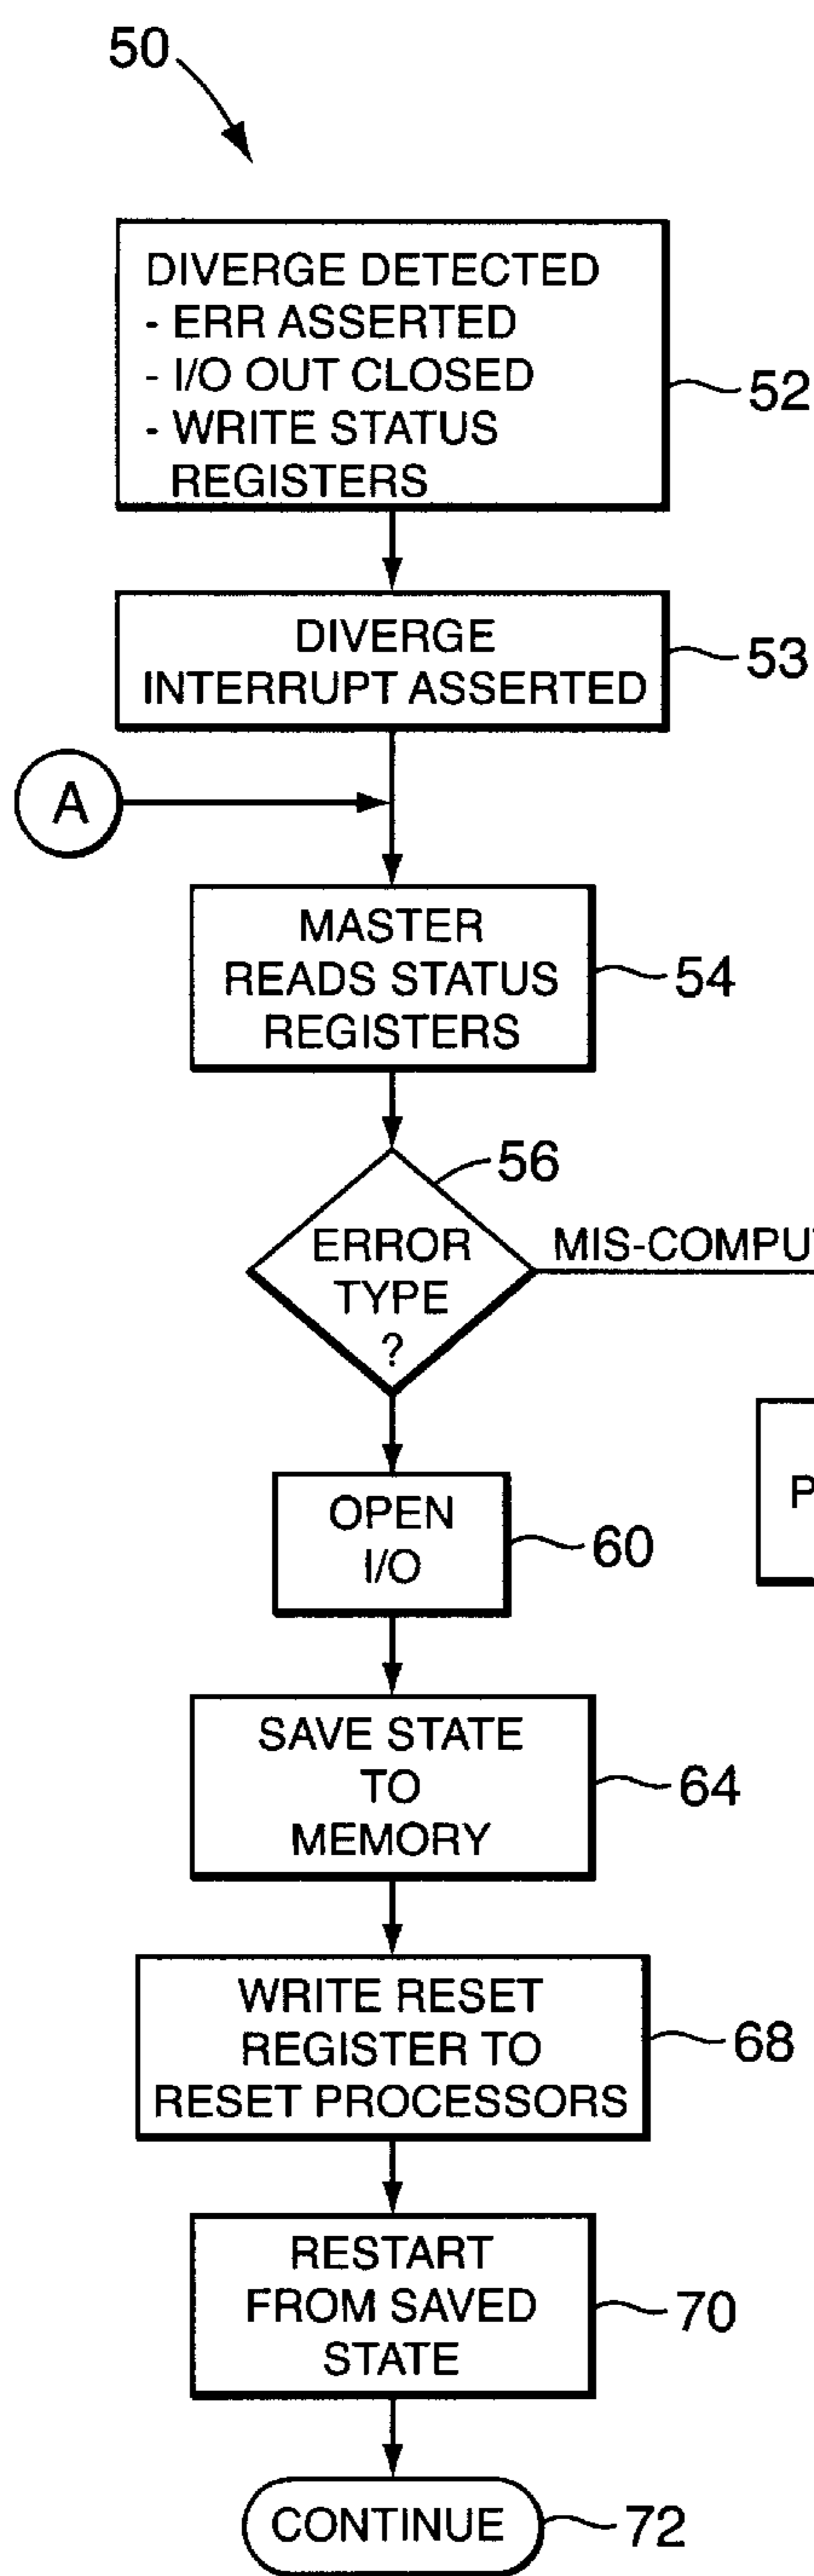 50
DIVERGE DETECTED
- ERR ASSERTED
- I/O OUT CLOSED
- WRITE STATUS
REGISTERS
52
DIVERGE
INTERRUPT ASSERTED
53
A
MASTER
READS STATUS
REGISTERS
54
56
ERROR
TYPE
?
OPEN
I/O
60
SAVE STATE
TO
MEMORY
64
WRITE RESET
REGISTER TO
RESET PROCESSORS
68
RESTART
FROM SAVED
STATE
70
CONTINUE
72